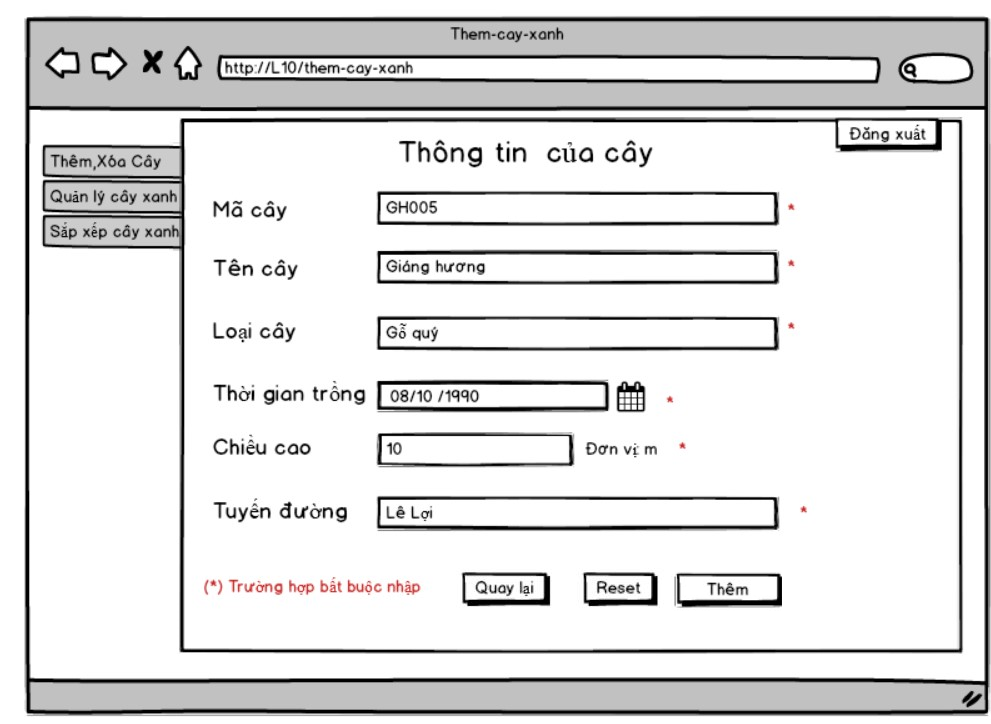 Them-cay-xanh
http://L10/them-cay-xanh
Đăng xuất
Thêm,Xóa Cây
Quản lý cây xanh
Sắp xếp cây xanh
Thông tin của cây
Mã cây GH005 *
Tên cây Giáng hương *
Loại cây Gỗ quý *
Thời gian trồng 08/10 /1990 *
Chiều cao 10 Đơn vị: m *
Tuyến đường Lê Lợi *
(*) Trường hợp bắt buộc nhập Quay lại Reset Thêm